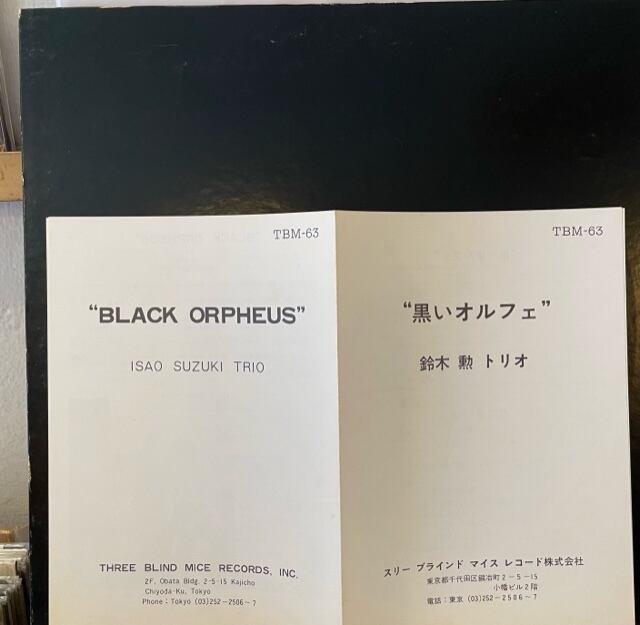 TBM-63
“BLACK ORPHEUS”
ISAO SUZUKI TRIO
THREE BLIND MICE RECORDS, INC.
2F, Obata Bldg. 2-5-15 Kajicho
Chiyoda-Ku, Tokyo
Phone: Tokyo (03)252-2506~7
TBM-63
“黒いオルフェ”
鈴木 勲 トリオ
スリー ブラインド マイス レコード株式会社
東京都千代田区鍛冶町2-5-15
小幡ビル2階
電話：東京 (03)252-2506~7